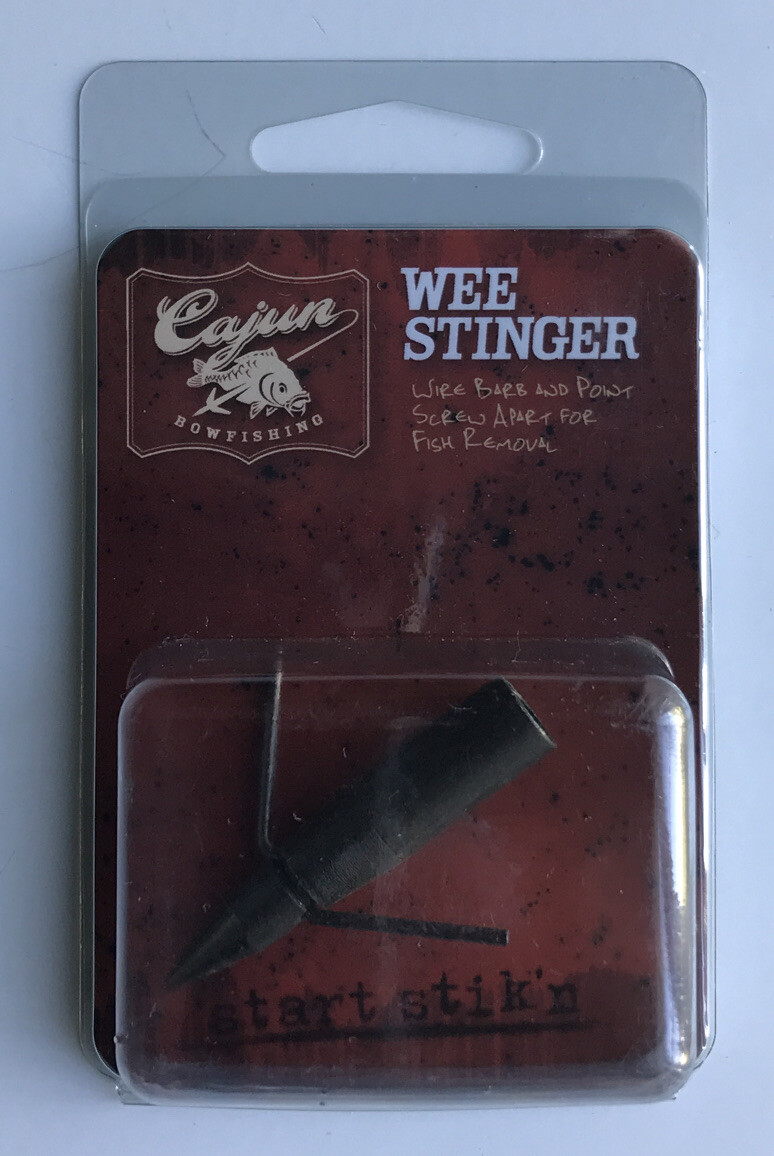 Cajun
BOWFISHING
WEE
STINGER
WIRE BARB AND POINT
SCREW APART FOR
FISH REMOVAL
start stik'n